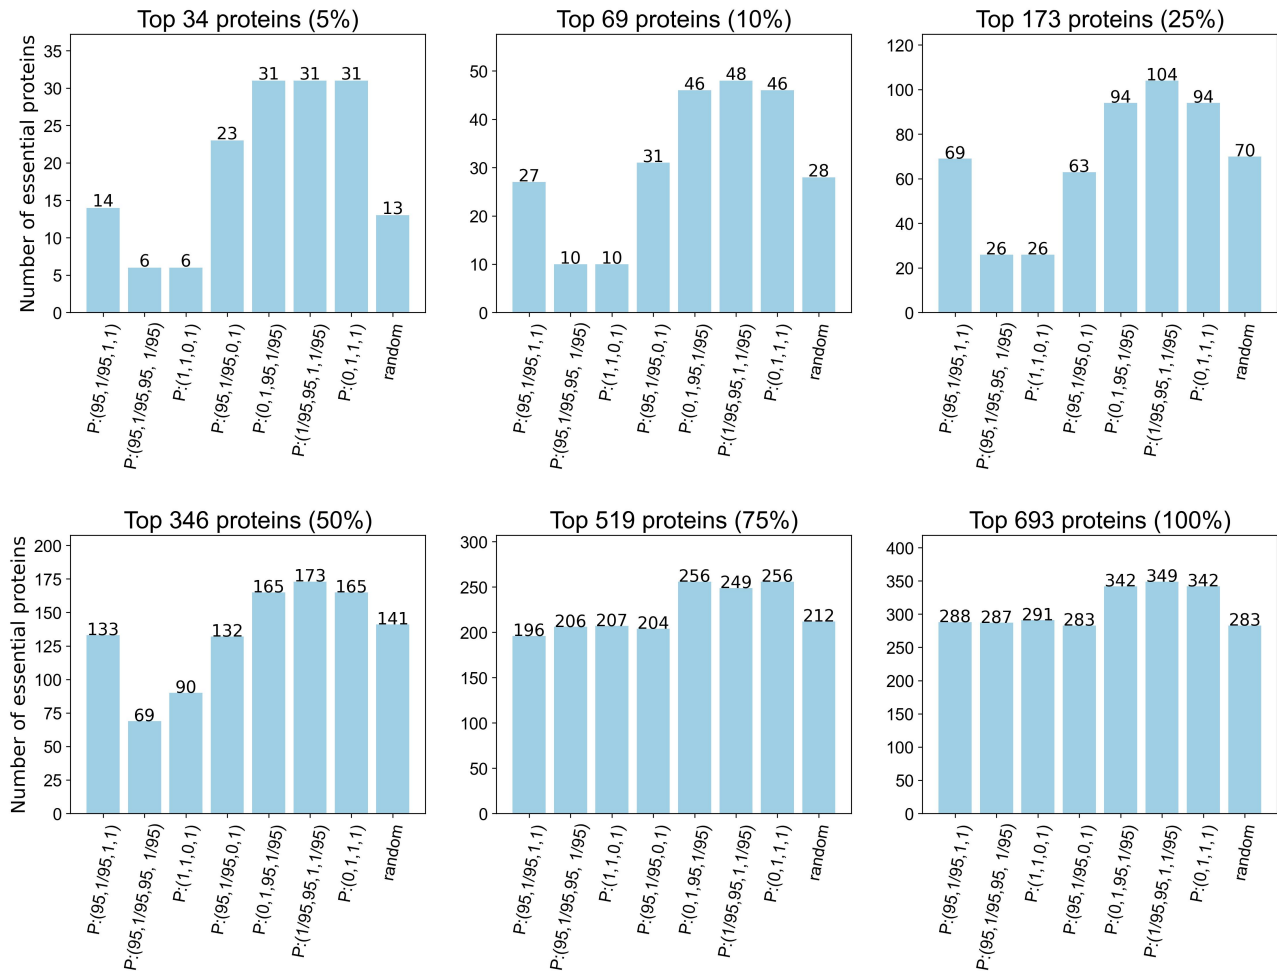 Top 34 proteins (5%)
Number of essential proteins
35
30
25
20
15
10
5
0
14
6
6
23
31
31
31
13
P:(95,1/95,1,1)
P:(95,1/95,95, 1/95)
P:(1,1,0,1)
P:(95,1/95,0,1)
P:(0,1,95,1/95)
P:(1/95,95,1,1/95)
P:(0,1,1,1)
random
Top 69 proteins (10%)
50
40
30
20
10
0
27
10
10
31
46
48
46
28
P:(95,1/95,1,1)
P:(95,1/95,95, 1/95)
P:(1,1,0,1)
P:(95,1/95,0,1)
P:(0,1,95,1/95)
P:(1/95,95,1,1/95)
P:(0,1,1,1)
random
Top 173 proteins (25%)
120
100
80
60
40
20
0
69
26
26
63
94
104
94
70
P:(95,1/95,1,1)
P:(95,1/95,95, 1/95)
P:(1,1,0,1)
P:(95,1/95,0,1)
P:(0,1,95,1/95)
P:(1/95,95,1,1/95)
P:(0,1,1,1)
random
Top 346 proteins (50%)
Number of essential proteins
200
175
150
125
100
75
50
25
0
133
69
90
132
165
173
165
141
P:(95,1/95,1,1)
P:(95,1/95,95, 1/95)
P:(1,1,0,1)
P:(95,1/95,0,1)
P:(0,1,95,1/95)
P:(1/95,95,1,1/95)
P:(0,1,1,1)
random
Top 519 proteins (75%)
300
250
200
150
100
50
0
196
206
207
204
256
249
256
212
P:(95,1/95,1,1)
P:(95,1/95,95, 1/95)
P:(1,1,0,1)
P:(95,1/95,0,1)
P:(0,1,95,1/95)
P:(1/95,95,1,1/95)
P:(0,1,1,1)
random
Top 693 proteins (100%)
400
350
300
250
200
150
100
50
0
288
287
291
283
342
349
342
283
P:(95,1/95,1,1)
P:(95,1/95,95, 1/95)
P:(1,1,0,1)
P:(95,1/95,0,1)
P:(0,1,95,1/95)
P:(1/95,95,1,1/95)
P:(0,1,1,1)
random